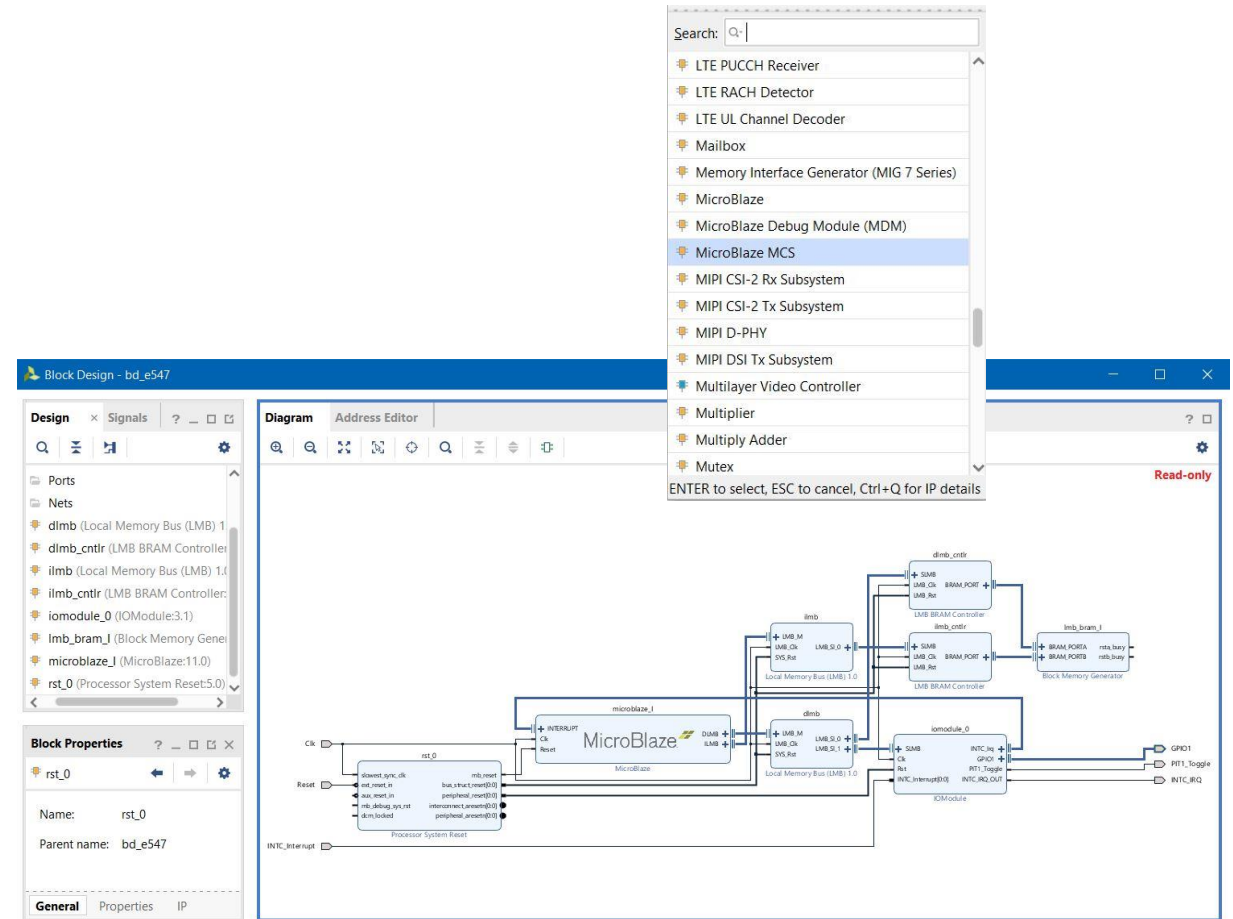 Search:
LTE PUCCH Receiver
LTE RACH Detector
LTE UL Channel Decoder
Mailbox
Memory Interface Generator (MIG 7 Series)
MicroBlaze
MicroBlaze Debug Module (MDM)
MicroBlaze MCS
MIPI CSI-2 Rx Subsystem
MIPI CSI-2 Tx Subsystem
MIPI D-PHY
MIPI DSI Tx Subsystem
Multilayer Video Controller
Multiplier
Multiply Adder
Mutex
ENTER to select, ESC to cancel, Ctrl+Q for IP details
Block Design - bd_e547
Design × Signals ? _
Ports
Nets
dlmb (Local Memory Bus (LMB) 1
dlmb_cntlr (LMB BRAM Controller
ilmb (Local Memory Bus (LMB) 1.0
ilmb_cntlr (LMB BRAM Controller:
iomodule_0 (IOModule:3.1)
lmb_bram_I (Block Memory Gene
microblaze_I (MicroBlaze:11.0)
rst_0 (Processor System Reset:5.0)
Block Properties ? _ ×
rst_0
Name: rst_0
Parent name: bd_e547
General Properties IP
Diagram Address Editor ?
Read-only
dlmb_cntlr
SLMB
LMB_Clk BRAM_PORT
LMB_Rst
LMB BRAM Controller
ilmb
LMB_M
LMB_Clk LMB_Sl_0
SYS_Rst
Local Memory Bus (LMB) 1.0
ilmb_cntlr
SLMB
LMB_Clk BRAM_PORT
LMB_Rst
LMB BRAM Controller
lmb_bram_I
BRAM_PORTA rsta_busy
BRAM_PORTB rstb_busy
Block Memory Generator
microblaze_I
INTERRUPT
Clk
Reset
MicroBlaze
DLMB
ILMB
MicroBlaze
dlmb
LMB_M
LMB_Clk LMB_Sl_0
SYS_Rst LMB_Sl_1
Local Memory Bus (LMB) 1.0
iomodule_0
SLMB INTC_Irq
Clk GPIO1
Rst PIT1_Toggle
INTC_Interrupt[0:0] INTC_IRQ_OUT
IOModule
GPIO1
PIT1_Toggle
INTC_IRQ
Clk
Reset
INTC_Interrupt
rst_0
slowest_sync_clk mb_reset
ext_reset_in bus_struct_reset[0:0]
aux_reset_in peripheral_reset[0:0]
mb_debug_sys_rst interconnect_aresetn[0:0]
dcm_locked peripheral_aresetn[0:0]
Processor System Reset